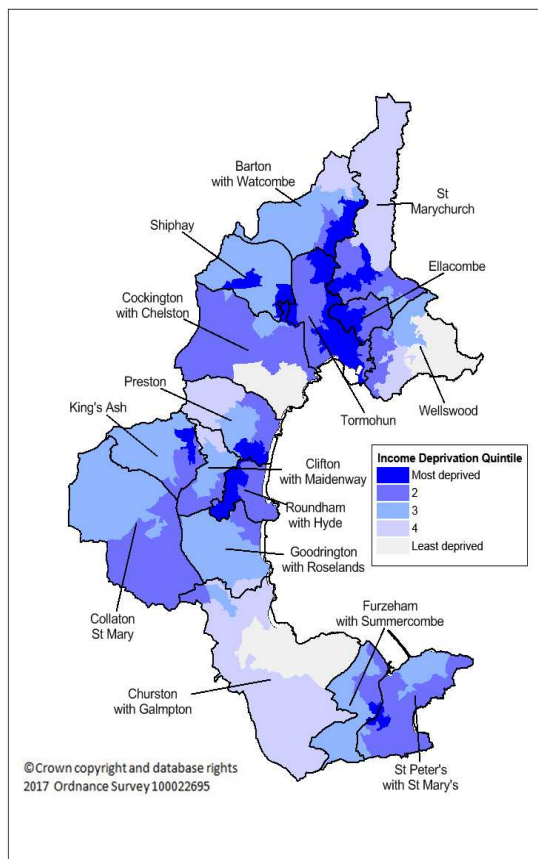 Barton
with Watcombe
St
Marychurch
Shiphay
Ellacombe
Cockington
with Chelston
Preston
King's Ash
Tormohun
Wellswood
Clifton
with Maidenway
Roundham
with Hyde
Goodrington
with Roselands
Income Deprivation Quintile
Most deprived
2
3
4
Least deprived
Collaton
St Mary
Furzeham
with Summercombe
Churston
with Galmpton
St Peter's
with St Mary's
©Crown copyright and database rights
2017 Ordnance Survey 100022695